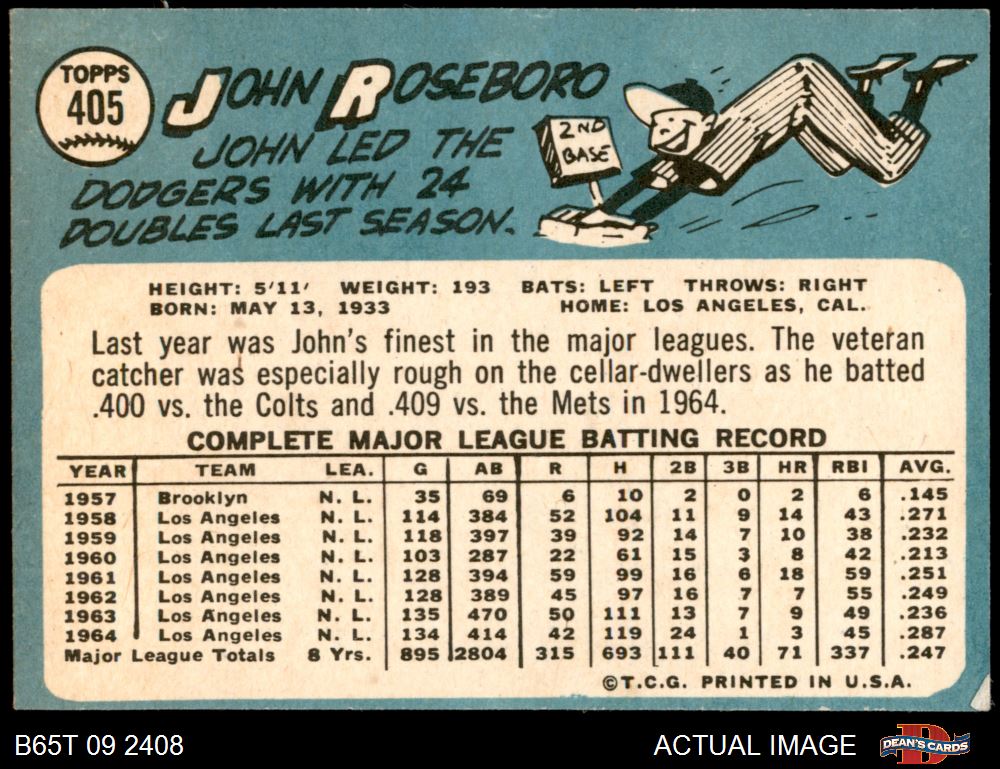 TOPPS
405
JOHN ROSEBORO
JOHN LED THE
DODGERS WITH 24
DOUBLES LAST SEASON.
2ND
BASE
HEIGHT: 5'11' WEIGHT: 193 BATS: LEFT THROWS: RIGHT
BORN: MAY 13, 1933 HOME: LOS ANGELES, CAL.
Last year was John's finest in the major leagues. The veteran
catcher was especially rough on the cellar-dwellers as he batted
.400 vs. the Colts and .409 vs. the Mets in 1964.
COMPLETE MAJOR LEAGUE BATTING RECORD
YEAR TEAM LEA. G AB R H 2B 3B HR RBI AVG.
1957 Brooklyn N. L. 35 69 6 10 2 0 2 6 .145
1958 Los Angeles N. L. 114 384 52 104 11 9 14 43 .271
1959 Los Angeles N. L. 118 397 39 92 14 7 10 38 .232
1960 Los Angeles N. L. 103 287 22 61 15 3 8 42 .213
1961 Los Angeles N. L. 128 394 59 99 16 6 18 59 .251
1962 Los Angeles N. L. 128 389 45 97 16 7 7 55 .249
1963 Los Angeles N. L. 135 470 50 111 13 7 9 49 .236
1964 Los Angeles N. L. 134 414 42 119 24 1 3 45 .287
Major League Totals 8 Yrs. 895 2804 315 693 111 40 71 337 .247
©T.C.G. PRINTED IN U.S.A.
B65T 09 2408 ACTUAL IMAGE DEAN'S CARDS